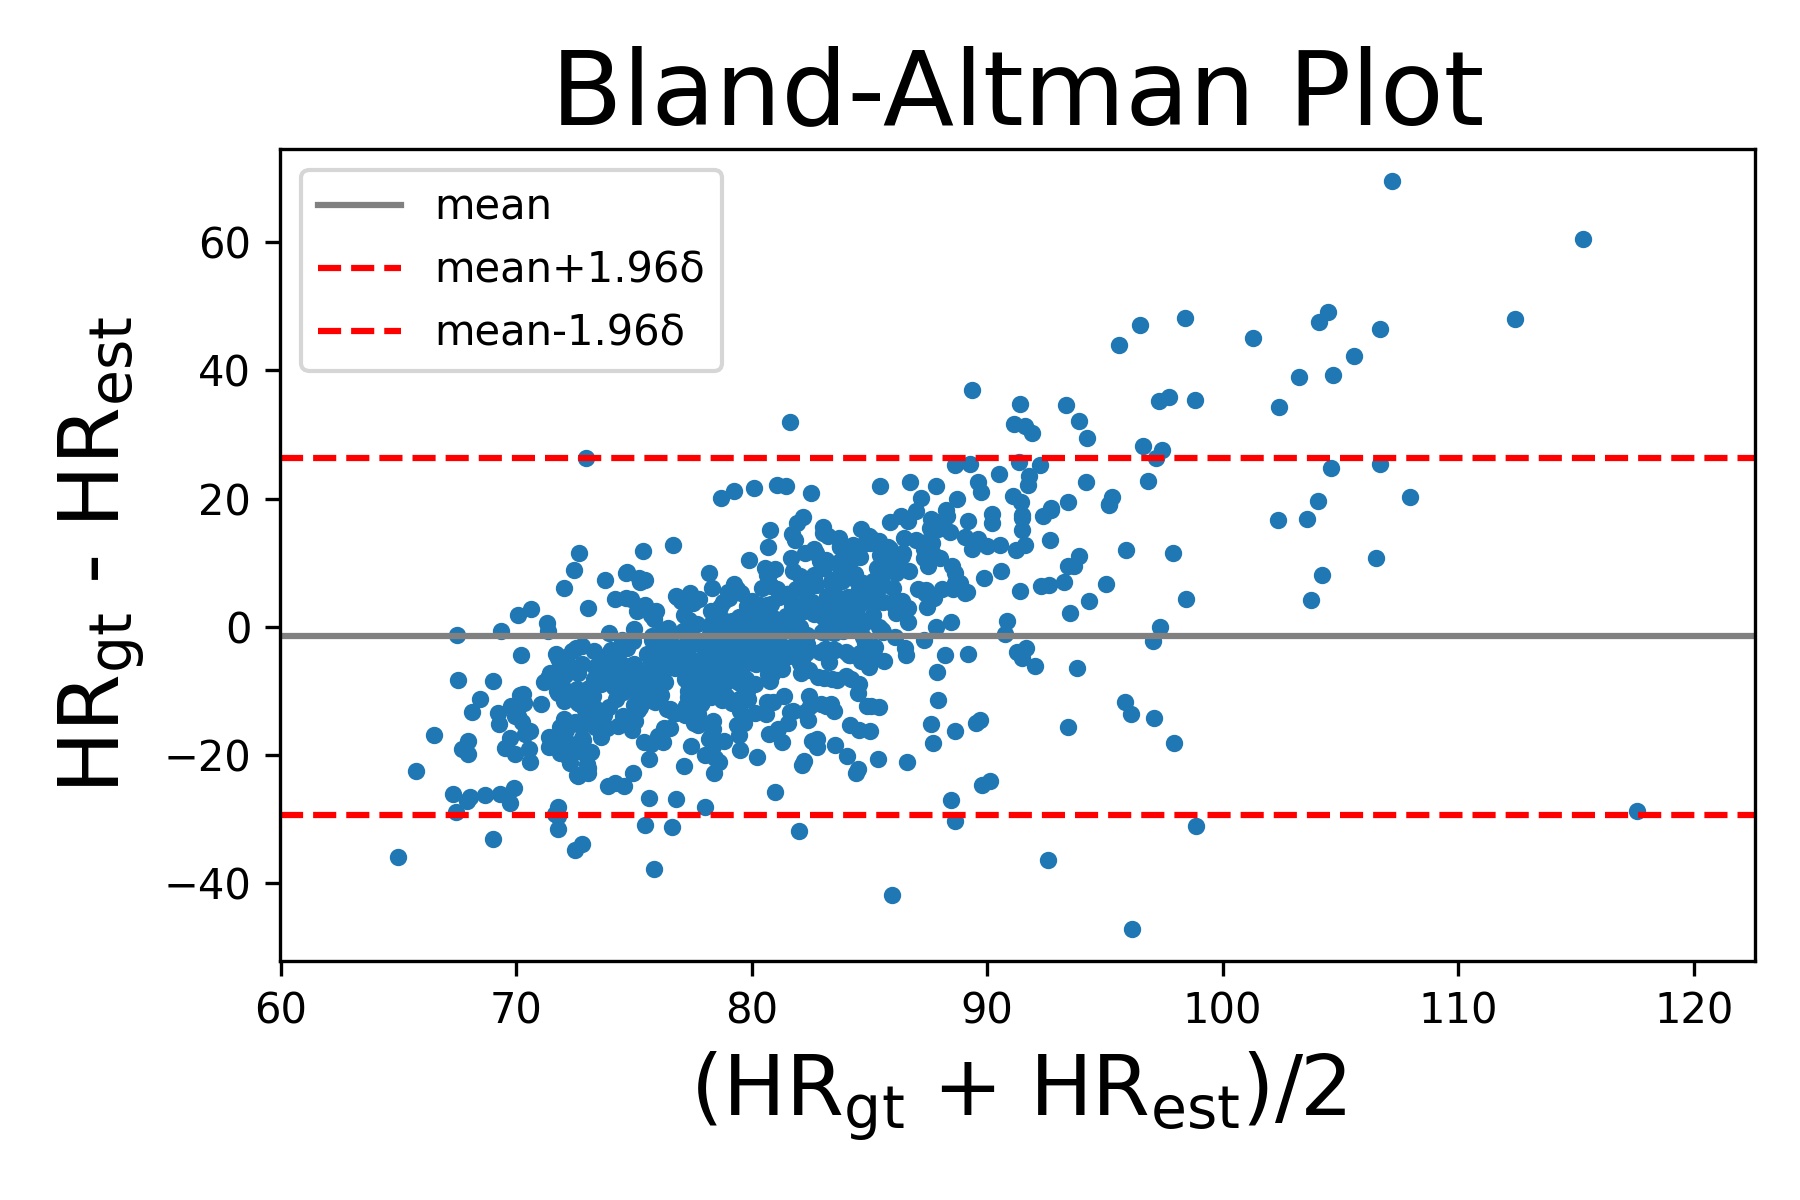 Bland-Altman Plot
mean
mean+1.96δ
mean-1.96δ
HRgt - HRest
60
40
20
0
−20
−40
60 70 80 90 100 110 120
(HRgt + HRest)/2